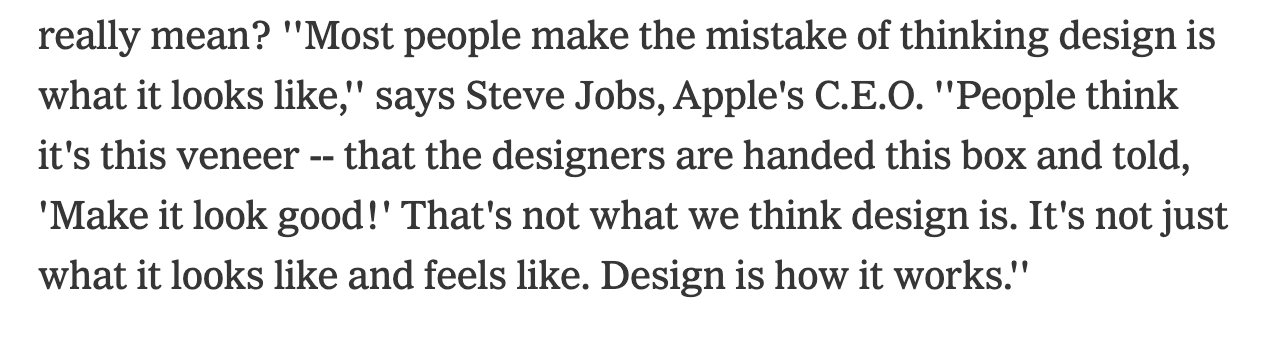 really mean? ''Most people make the mistake of thinking design is
what it looks like,'' says Steve Jobs, Apple's C.E.O. ''People think
it's this veneer -- that the designers are handed this box and told,
'Make it look good!' That's not what we think design is. It's not just
what it looks like and feels like. Design is how it works.''